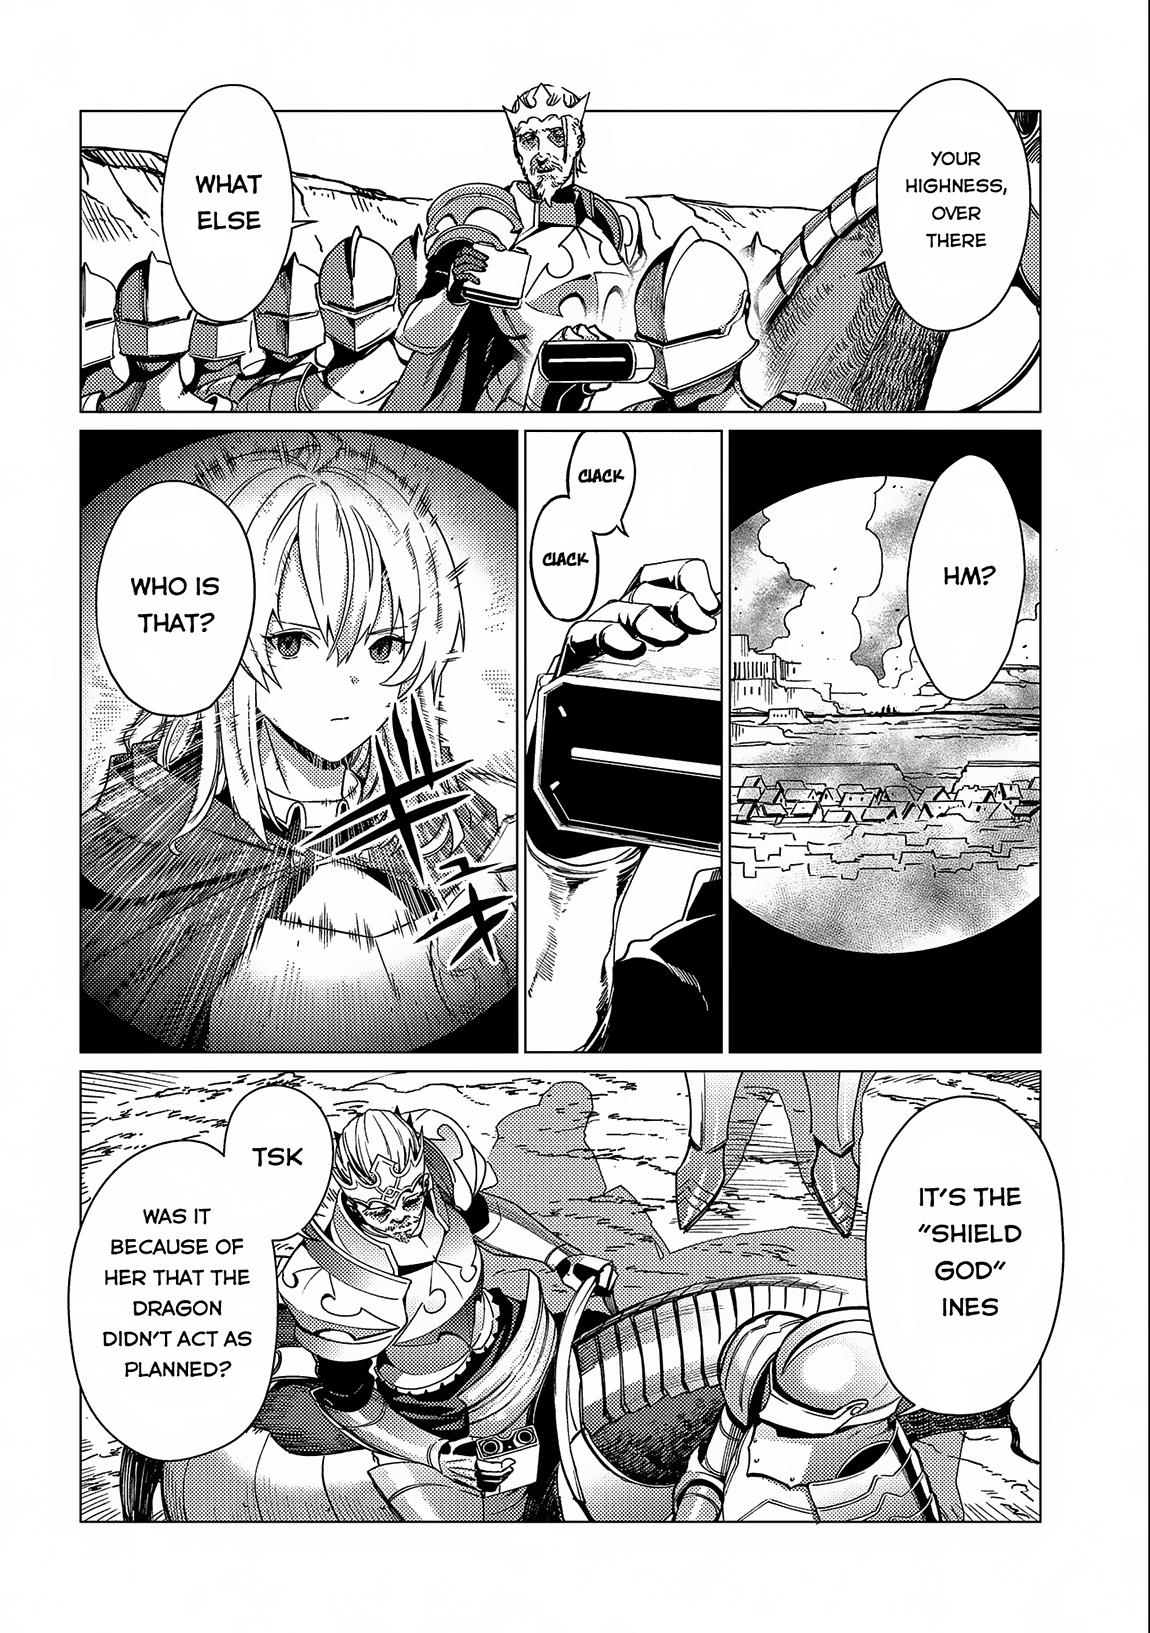 YOUR
HIGHNESS,
OVER
THERE
WHAT
ELSE
HM?
CLACK
CLACK
WHO IS
THAT?
IT'S THE
"SHIELD
GOD"
INES
TSK
WAS IT
BECAUSE OF
HER THAT THE
DRAGON
DIDN'T ACT AS
PLANNED?